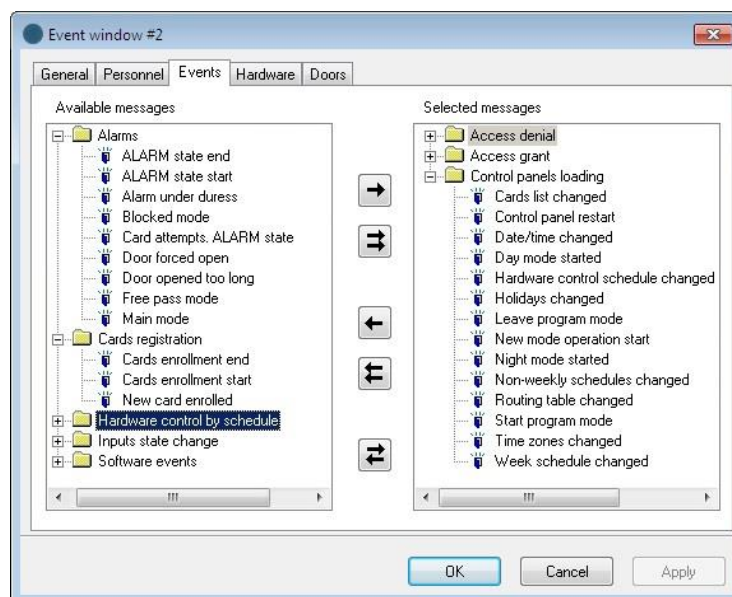 Event window #2
General Personnel Events Hardware Doors
Available messages
Alarms
ALARM state end
ALARM state start
Alarm under duress
Blocked mode
Card attempts. ALARM state
Door forced open
Door opened too long
Free pass mode
Main mode
Cards registration
Cards enrollment end
Cards enrollment start
New card enrolled
Hardware control by schedule
Inputs state change
Software events
Selected messages
Access denial
Access grant
Control panels loading
Cards list changed
Control panel restart
Date/time changed
Day mode started
Hardware control schedule changed
Holidays changed
Leave program mode
New mode operation start
Night mode started
Non-weekly schedules changed
Routing table changed
Start program mode
Time zones changed
Week schedule changed
OK Cancel Apply